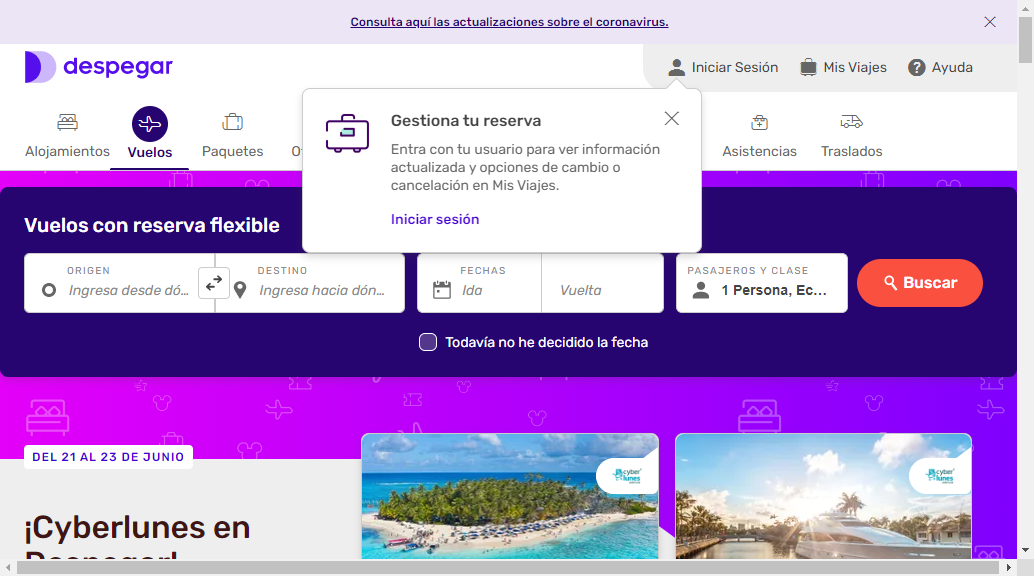 Consulta aquí las actualizaciones sobre el coronavirus.
despegar
Iniciar Sesión
Mis Viajes
Ayuda
Alojamientos
Vuelos
Paquetes
Asistencias
Traslados
Gestiona tu reserva
Entra con tu usuario para ver información
actualizada y opciones de cambio o
cancelación en Mis Viajes.
Iniciar sesión
Vuelos con reserva flexible
ORIGEN
Ingresa desde dó...
DESTINO
Ingresa hacia dón...
FECHAS
Ida
Vuelta
PASAJEROS Y CLASE
1 Persona, Ec...
Buscar
Todavía no he decidido la fecha
DEL 21 AL 23 DE JUNIO
cyber
lunes
cyber
lunes
¡Cyberlunes en
Despegar!